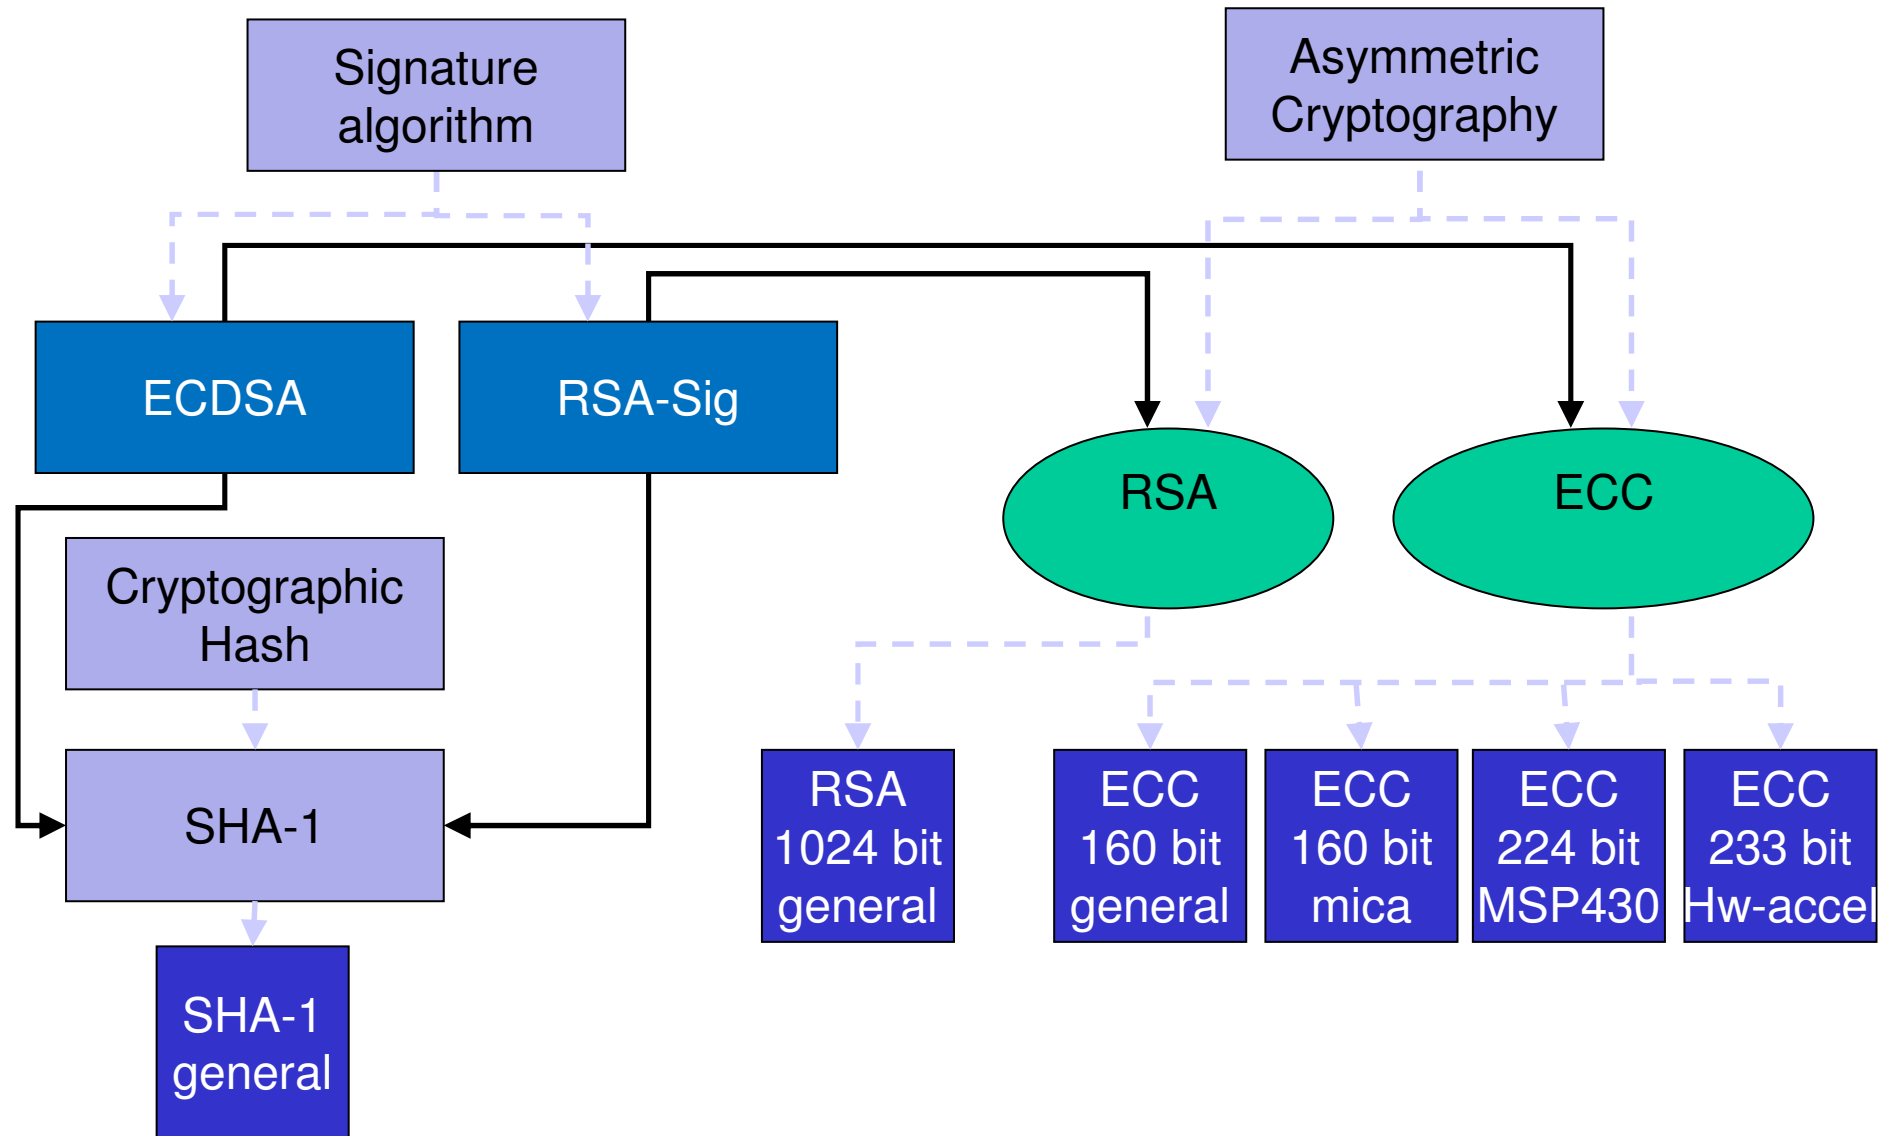 Signature
algorithm
Asymmetric
Cryptography
ECDSA
RSA-Sig
RSA
ECC
Cryptographic
Hash
SHA-1
RSA
1024 bit
general
ECC
160 bit
general
ECC
160 bit
mica
ECC
224 bit
MSP430
ECC
233 bit
Hw-accel
SHA-1
general